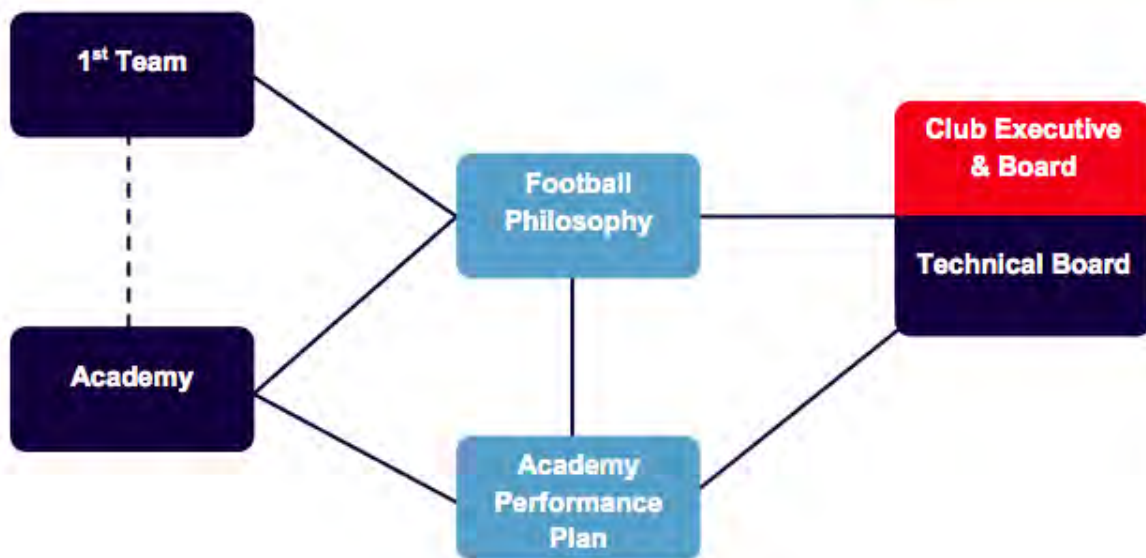 1st Team
Football
Philosophy
Club Executive
& Board
Technical Board
Academy
Academy
Performance
Plan